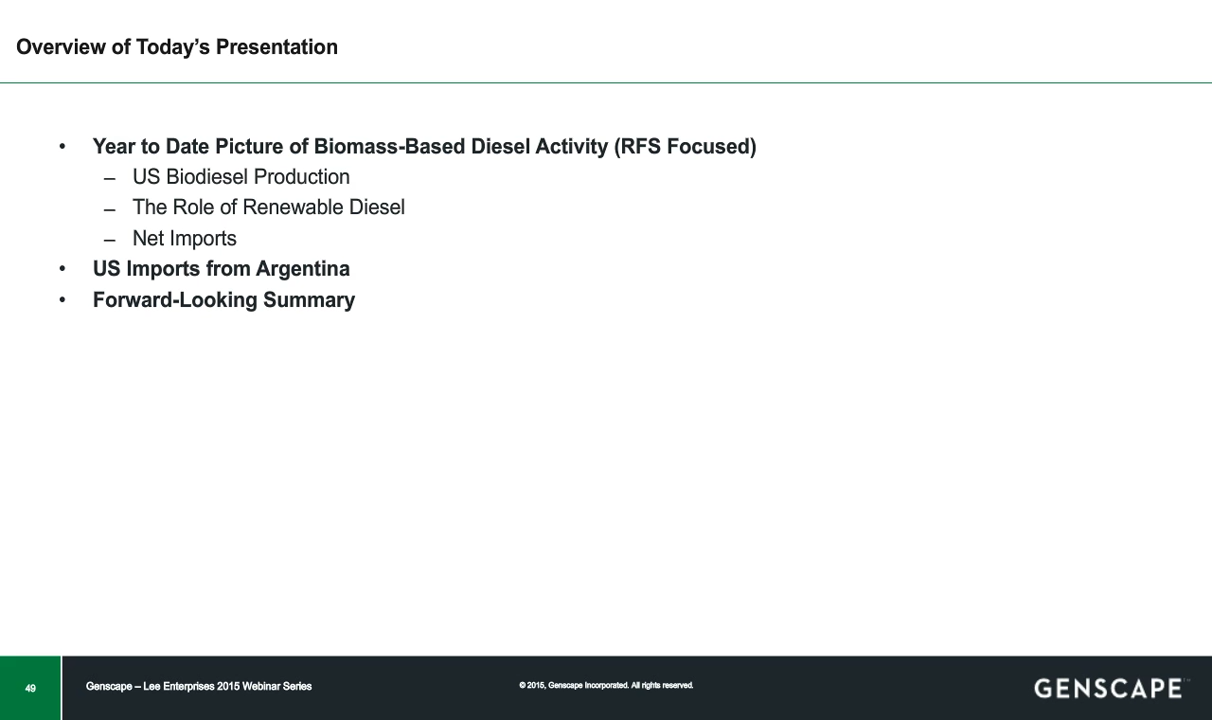 Overview of Today’s Presentation
• Year to Date Picture of Biomass-Based Diesel Activity (RFS Focused)
– US Biodiesel Production
– The Role of Renewable Diesel
– Net Imports
• US Imports from Argentina
• Forward-Looking Summary
49
Genscape – Lee Enterprises 2015 Webinar Series
© 2015, Genscape Incorporated. All rights reserved.
GENSCAPE™